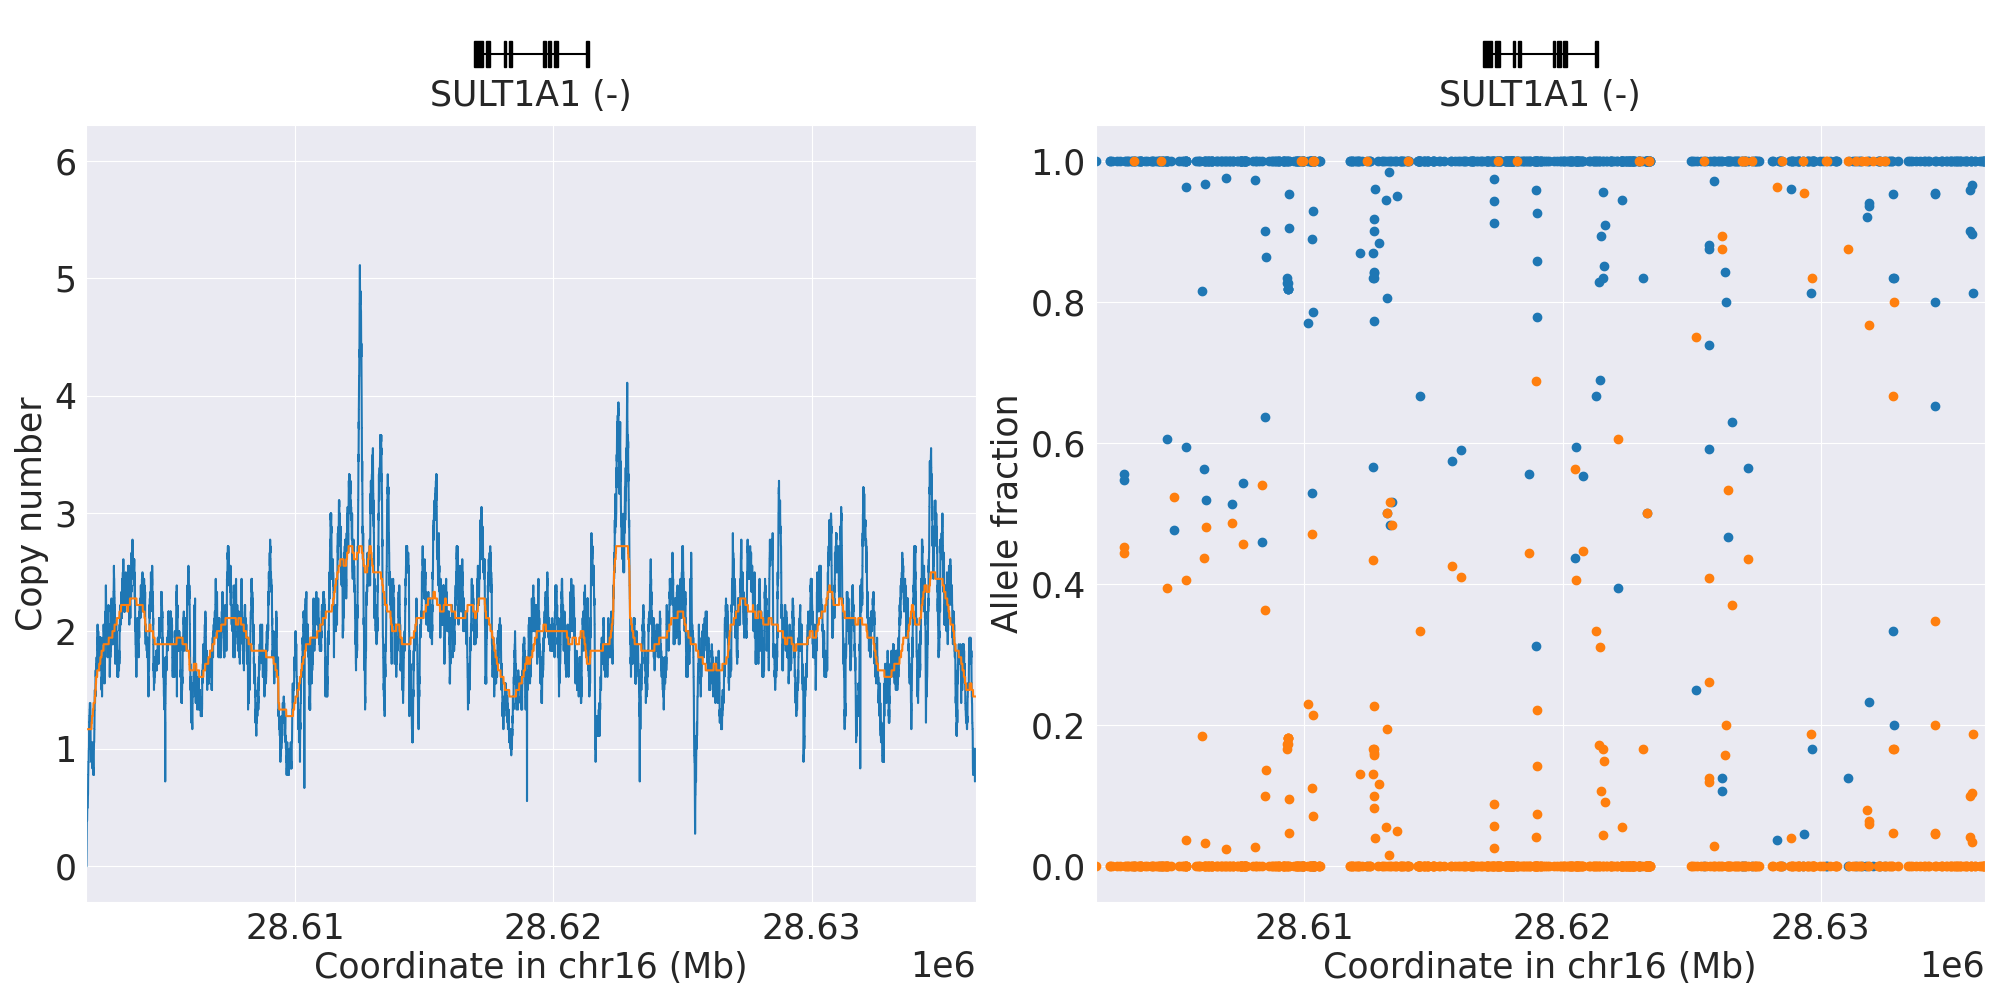 SULT1A1 (-)
6
5
4
3
2
1
0
Copy number
28.61
28.62
28.63
Coordinate in chr16 (Mb)
1e6
SULT1A1 (-)
1.0
0.8
0.6
0.4
0.2
0.0
Allele fraction
28.61
28.62
28.63
Coordinate in chr16 (Mb)
1e6